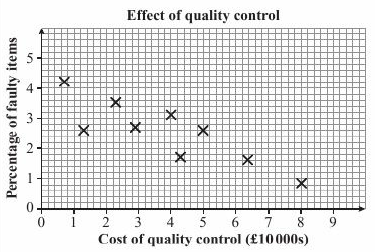 Effect of quality control
Percentage of faulty items
5
4
3
2
1
0
0 1 2 3 4 5 6 7 8 9
Cost of quality control (£10 000s)